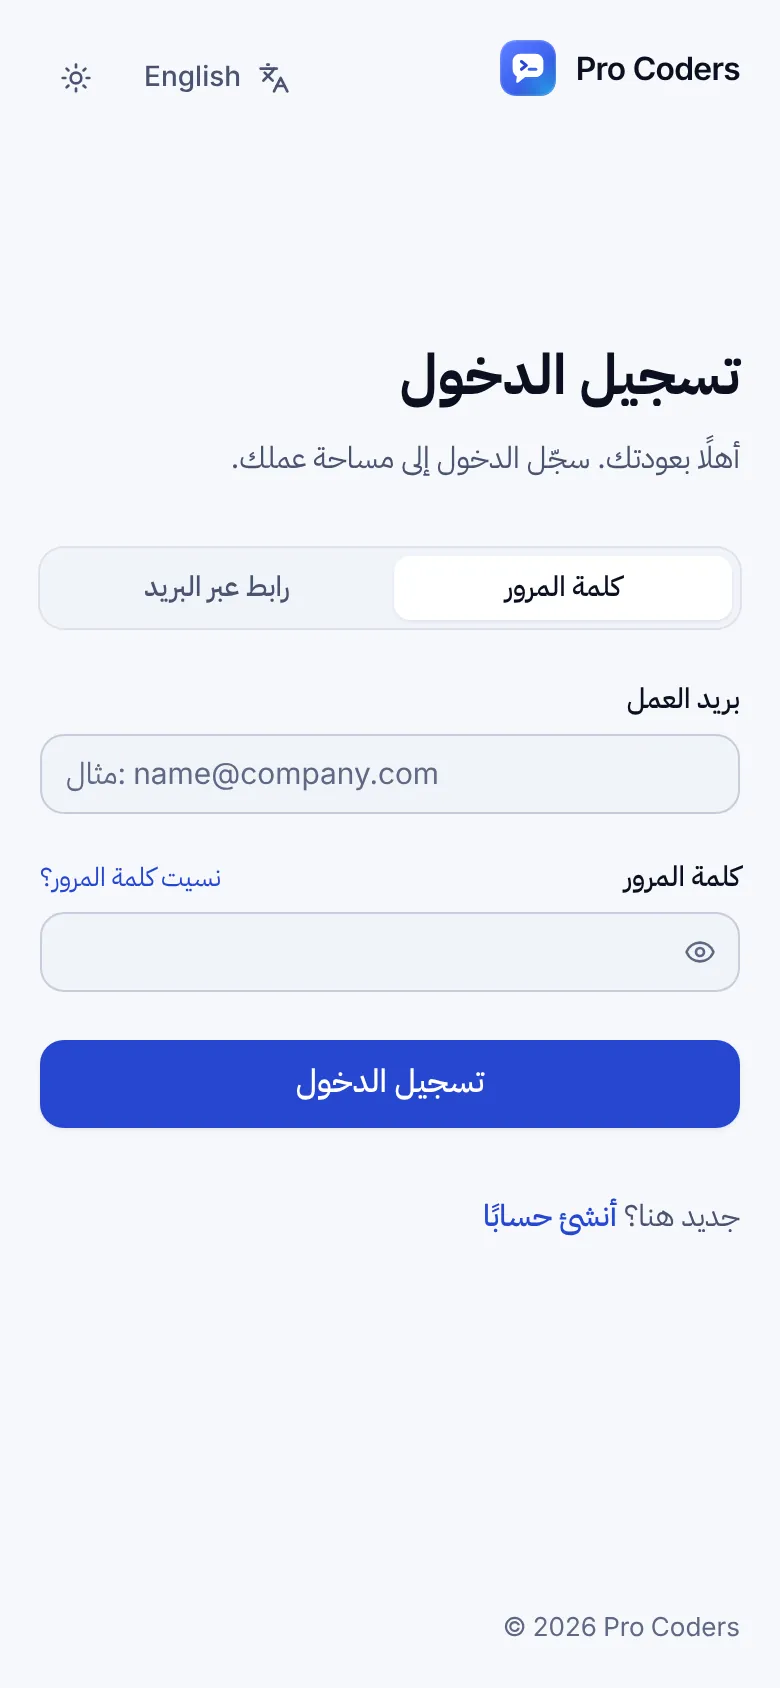 Pro Coders
English
تسجيل الدخول
أهلًا بعودتك. سجّل الدخول إلى مساحة عملك.
كلمة المرور
رابط عبر البريد
بريد العمل
مثال: name@company.com
كلمة المرور
نسيت كلمة المرور؟
تسجيل الدخول
جديد هنا؟ أنشئ حسابًا
© 2026 Pro Coders